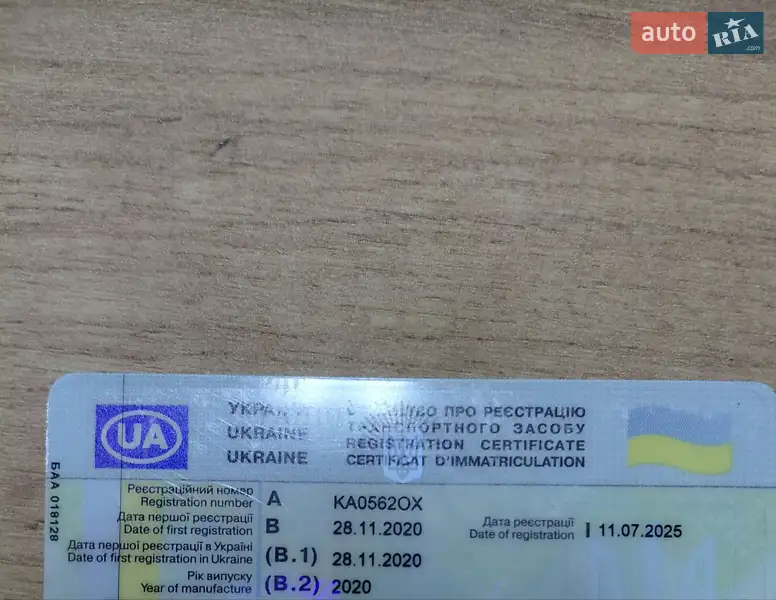 auto RIA .com
УКРАЇНА СВІДОЦТВО ПРО РЕЄСТРАЦІЮ
UKRAINE ТРАНСПОРТНОГО ЗАСОБУ
REGISTRATION CERTIFICATE
UKRAINE CERTIFICAT D'IMMATRICULATION
UA
БАА 018128
Реєстраційний номер
Registration number A KA0562OX
Дата першої реєстрації
Date of first registration B 28.11.2020
Дата реєстрації
Date of registration I 11.07.2025
Дата першої реєстрації в Україні
Date of first registration in Ukraine (B.1) 28.11.2020
Рік випуску
Year of manufacture (B.2) 2020